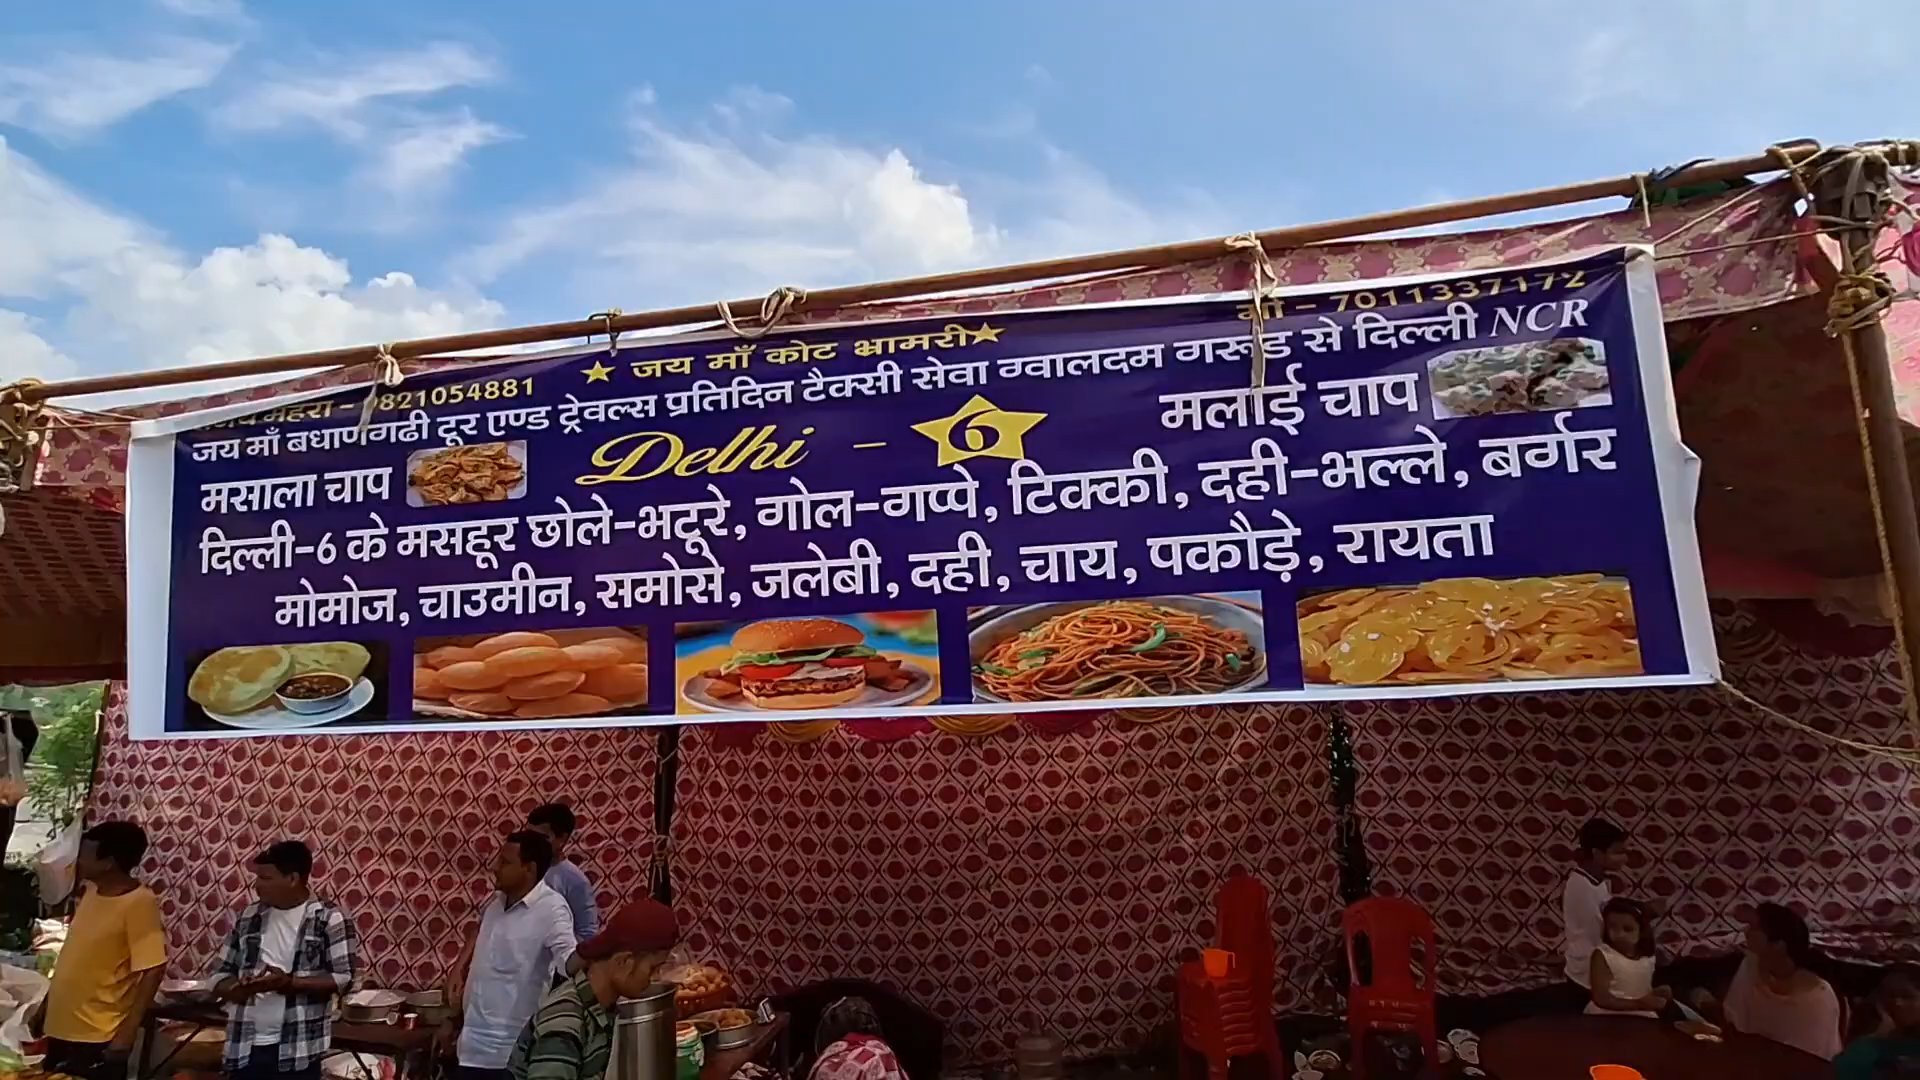 मेहरा - 9821054881
★ जय माँ कोट भ्रामरी ★
मो - 7011337172
जय माँ बधाणगढी टूर एण्ड ट्रेवल्स प्रतिदिन टैक्सी सेवा ग्वालदम गरूड से दिल्ली NCR
मसाला चाप
Delhi - 6
मलाई चाप
दिल्ली-6 के मसहूर छोले-भटूरे, गोल-गप्पे, टिक्की, दही-भल्ले, बर्गर
मोमोज, चाउमीन, समोसे, जलेबी, दही, चाय, पकौड़े, रायता